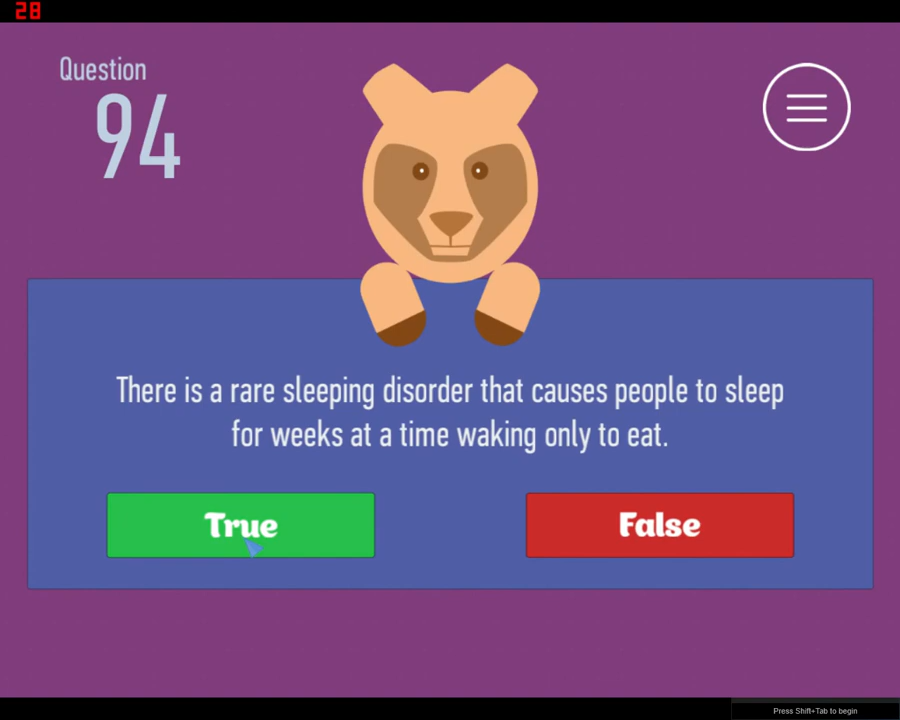 28
Question
94
There is a rare sleeping disorder that causes people to sleep
for weeks at a time waking only to eat.
True
False
Press Shift+Tab to begin